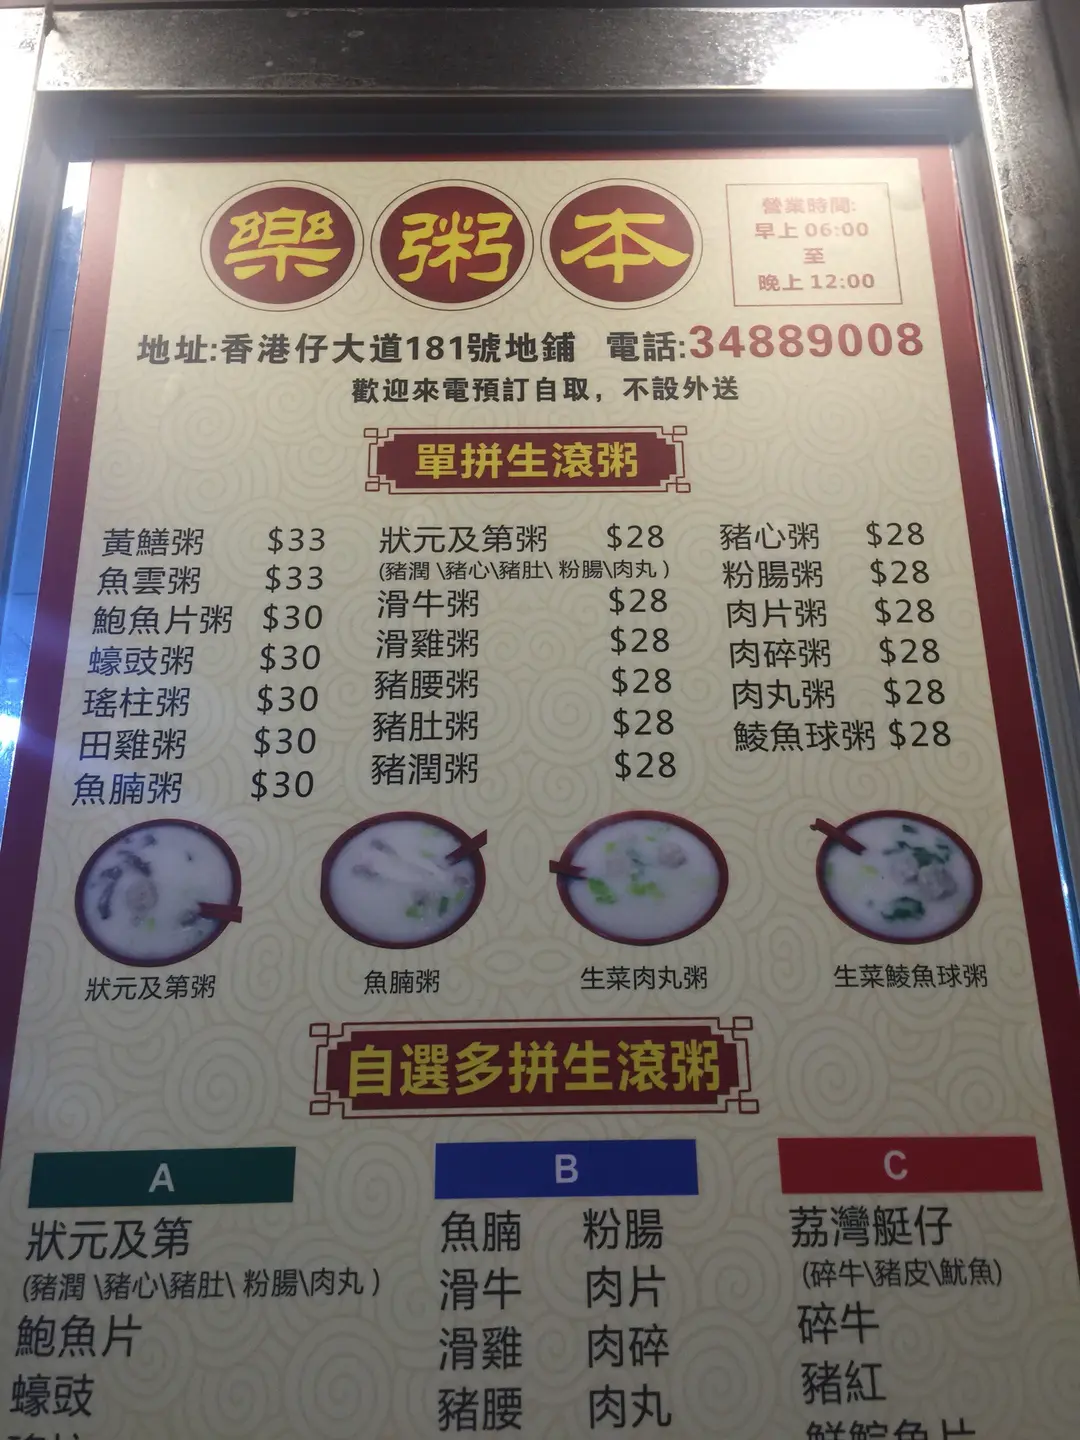 樂粥本
營業時間:
早上 06:00
至
晚上 12:00
地址:香港仔大道181號地鋪 電話:34889008
歡迎來電預訂自取，不設外送
單拼生滾粥
黃鱔粥 $33
魚雲粥 $33
鮑魚片粥 $30
蠔豉粥 $30
瑤柱粥 $30
田雞粥 $30
魚腩粥 $30
狀元及第粥 $28
(豬潤 \豬心\豬肚\ 粉腸\肉丸 )
滑牛粥 $28
滑雞粥 $28
豬腰粥 $28
豬肚粥 $28
豬潤粥 $28
豬心粥 $28
粉腸粥 $28
肉片粥 $28
肉碎粥 $28
肉丸粥 $28
鯪魚球粥 $28
狀元及第粥
魚腩粥
生菜肉丸粥
生菜鯪魚球粥
自選多拼生滾粥
A
狀元及第
(豬潤 \豬心\豬肚\ 粉腸\肉丸 )
鮑魚片
蠔豉
B
魚腩 粉腸
滑牛 肉片
滑雞 肉碎
豬腰 肉丸
C
荔灣艇仔
(碎牛\豬皮\魷魚)
碎牛
豬紅